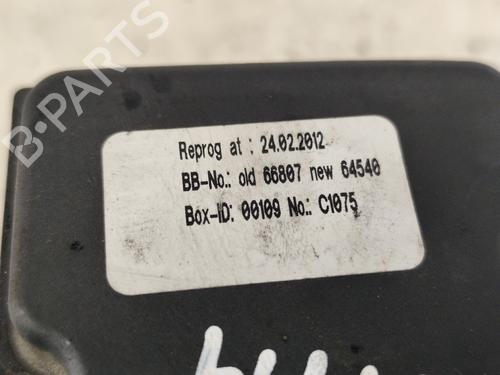 B-PARTS
Reprog at : 24.02.2012
BB-No.: old 66807 new 64540
Box-ID: 00109 No.: C1075